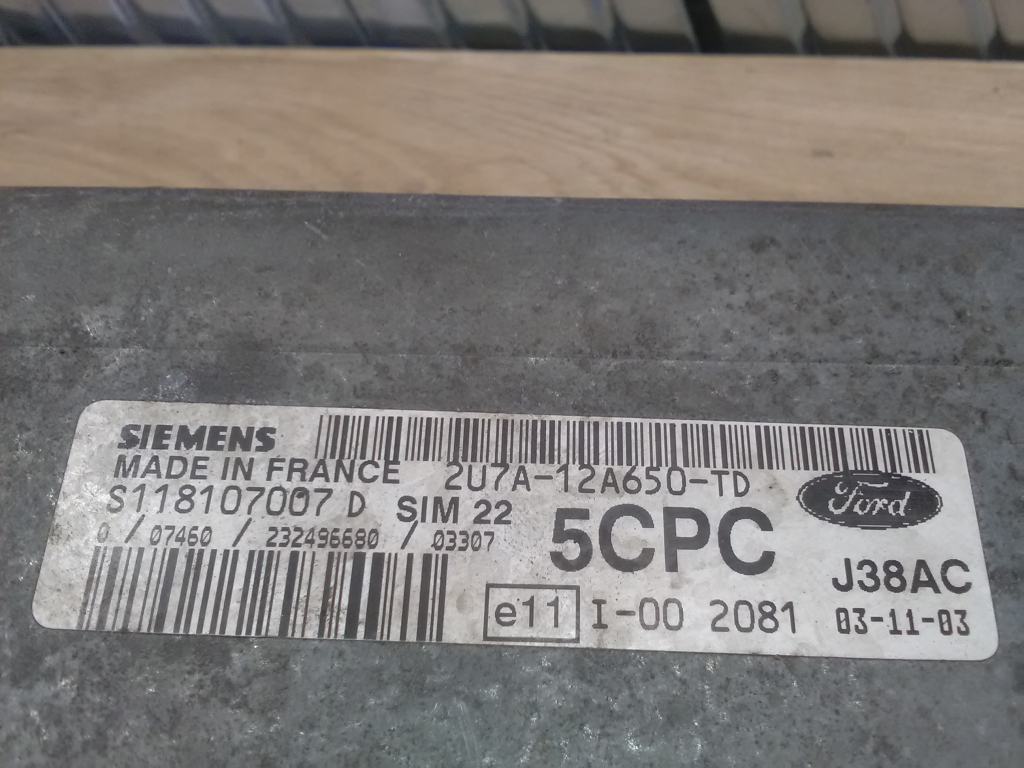 SIEMENS
MADE IN FRANCE 2U7A-12A650-TD
S118107007 D SIM 22 Ford
0 / 07460 / 232496680 / 03307 5CPC
J38AC
e11 I-00 2081 03-11-03